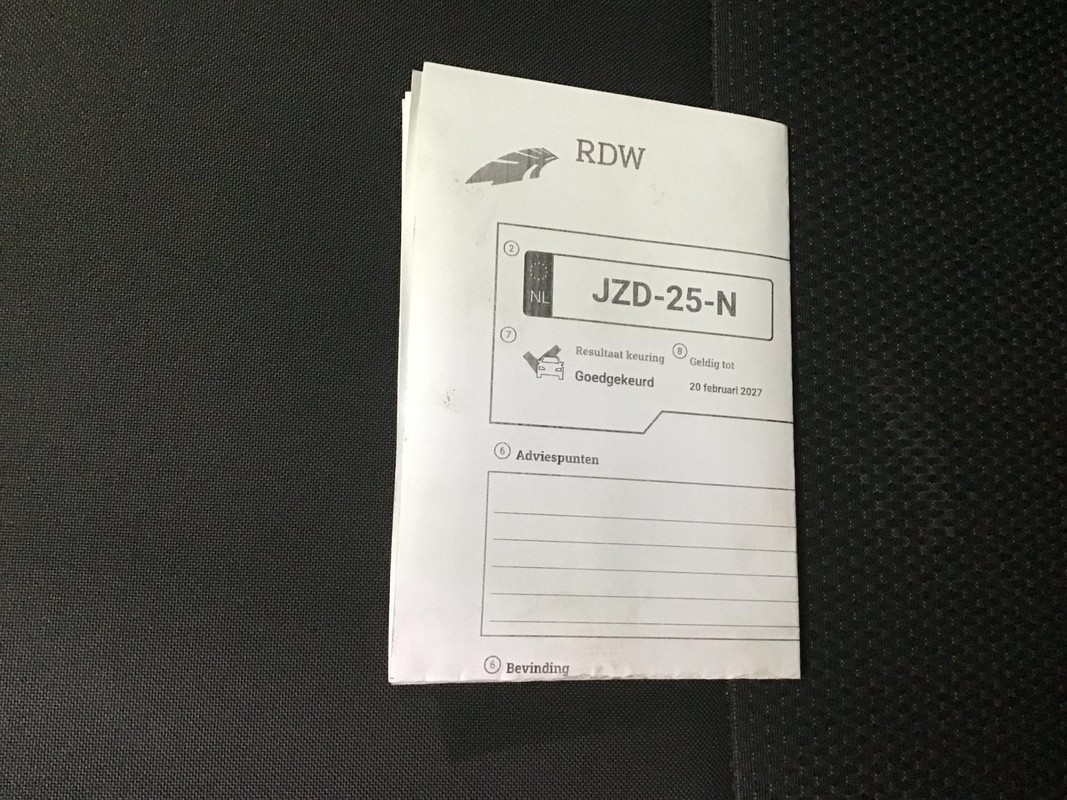 RDW
2
NL
JZD-25-N
7
Resultaat keuring
8
Geldig tot
Goedgekeurd
20 februari 2027
6 Adviespunten
6 Bevinding